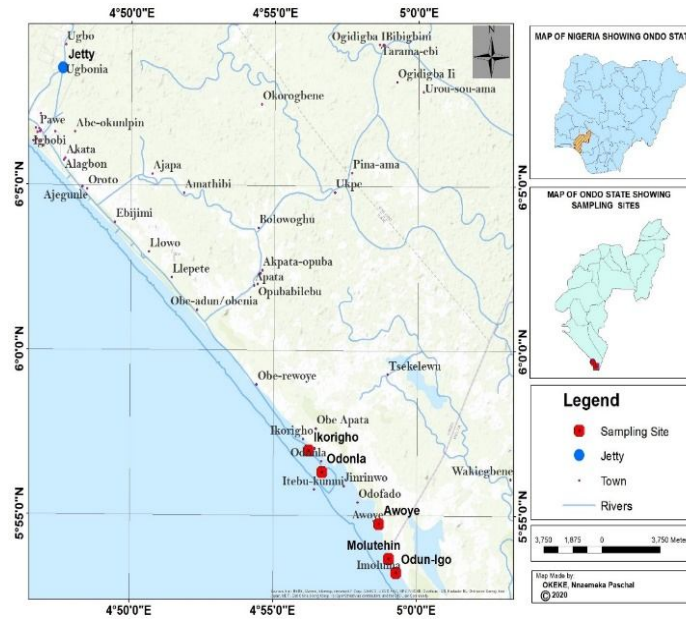 4°50'0"E
4°55'0"E
5°0'0"E
Ugbo
Jetty
Ugbonia
Ogidigba II
Bibigbini
Tarama-ebi
Ogidigba Ii
Urou-sou-ama
Okorogbene
Pawe
Abe-okunlpin
Igbobi
Akata
Alagbon
Oroto
Ajegunle
Ajapa
Amathibi
Pina-ama
Ukpe
6°5'0"N
6°5'0"N
Ebijimi
Bolowoghu
Llowo
Llepete
Akpata-opuba
Apata
Opubabilebu
Obe-adun/obenia
6°0'0"N
6°0'0"N
Obe-rewoye
Tsekelewu
Obe Apata
Ikorigho
Ikorigho
Odonla
Odonla
Itebu-kunmi
Jinrinwo
Wakiegbene
Odofado
5°55'0"N
5°55'0"N
Awoye
Awoye
Molutehin
Odun-Igo
Imoluma
4°50'0"E
4°55'0"E
5°0'0"E
MAP OF NIGERIA SHOWING ONDO STATE
MAP OF ONDO STATE SHOWING
SAMPLING SITES
Legend
Sampling Site
Jetty
Town
Rivers
3,750 1,875 0 3,750 Mete
Map Made by:
OKEKE, Nnaemeka Paschal
© 2020